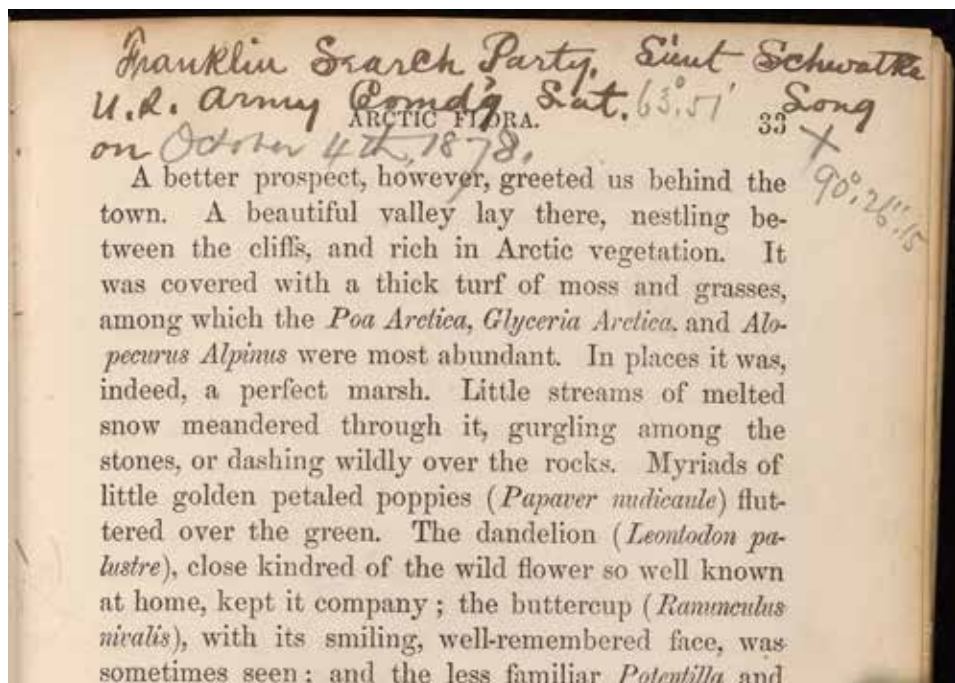 Franklin Search Party, Lieut Schwatka
U.S. Army Comd'g Lat. 63°.51' Long
ARCTIC FLORA. 33
on October 4th, 1878. X
90°.26".15
A better prospect, however, greeted us behind the
town. A beautiful valley lay there, nestling be-
tween the cliffs, and rich in Arctic vegetation. It
was covered with a thick turf of moss and grasses,
among which the Poa Arctica, Glyceria Arctica, and Alo-
pecurus Alpinus were most abundant. In places it was,
indeed, a perfect marsh. Little streams of melted
snow meandered through it, gurgling among the
stones, or dashing wildly over the rocks. Myriads of
little golden petaled poppies (Papaver nudicaule) flut-
tered over the green. The dandelion (Leontodon pa-
lustre), close kindred of the wild flower so well known
at home, kept it company; the buttercup (Ranunculus
nivalis), with its smiling, well-remembered face, was
sometimes seen; and the less familiar Potentilla and